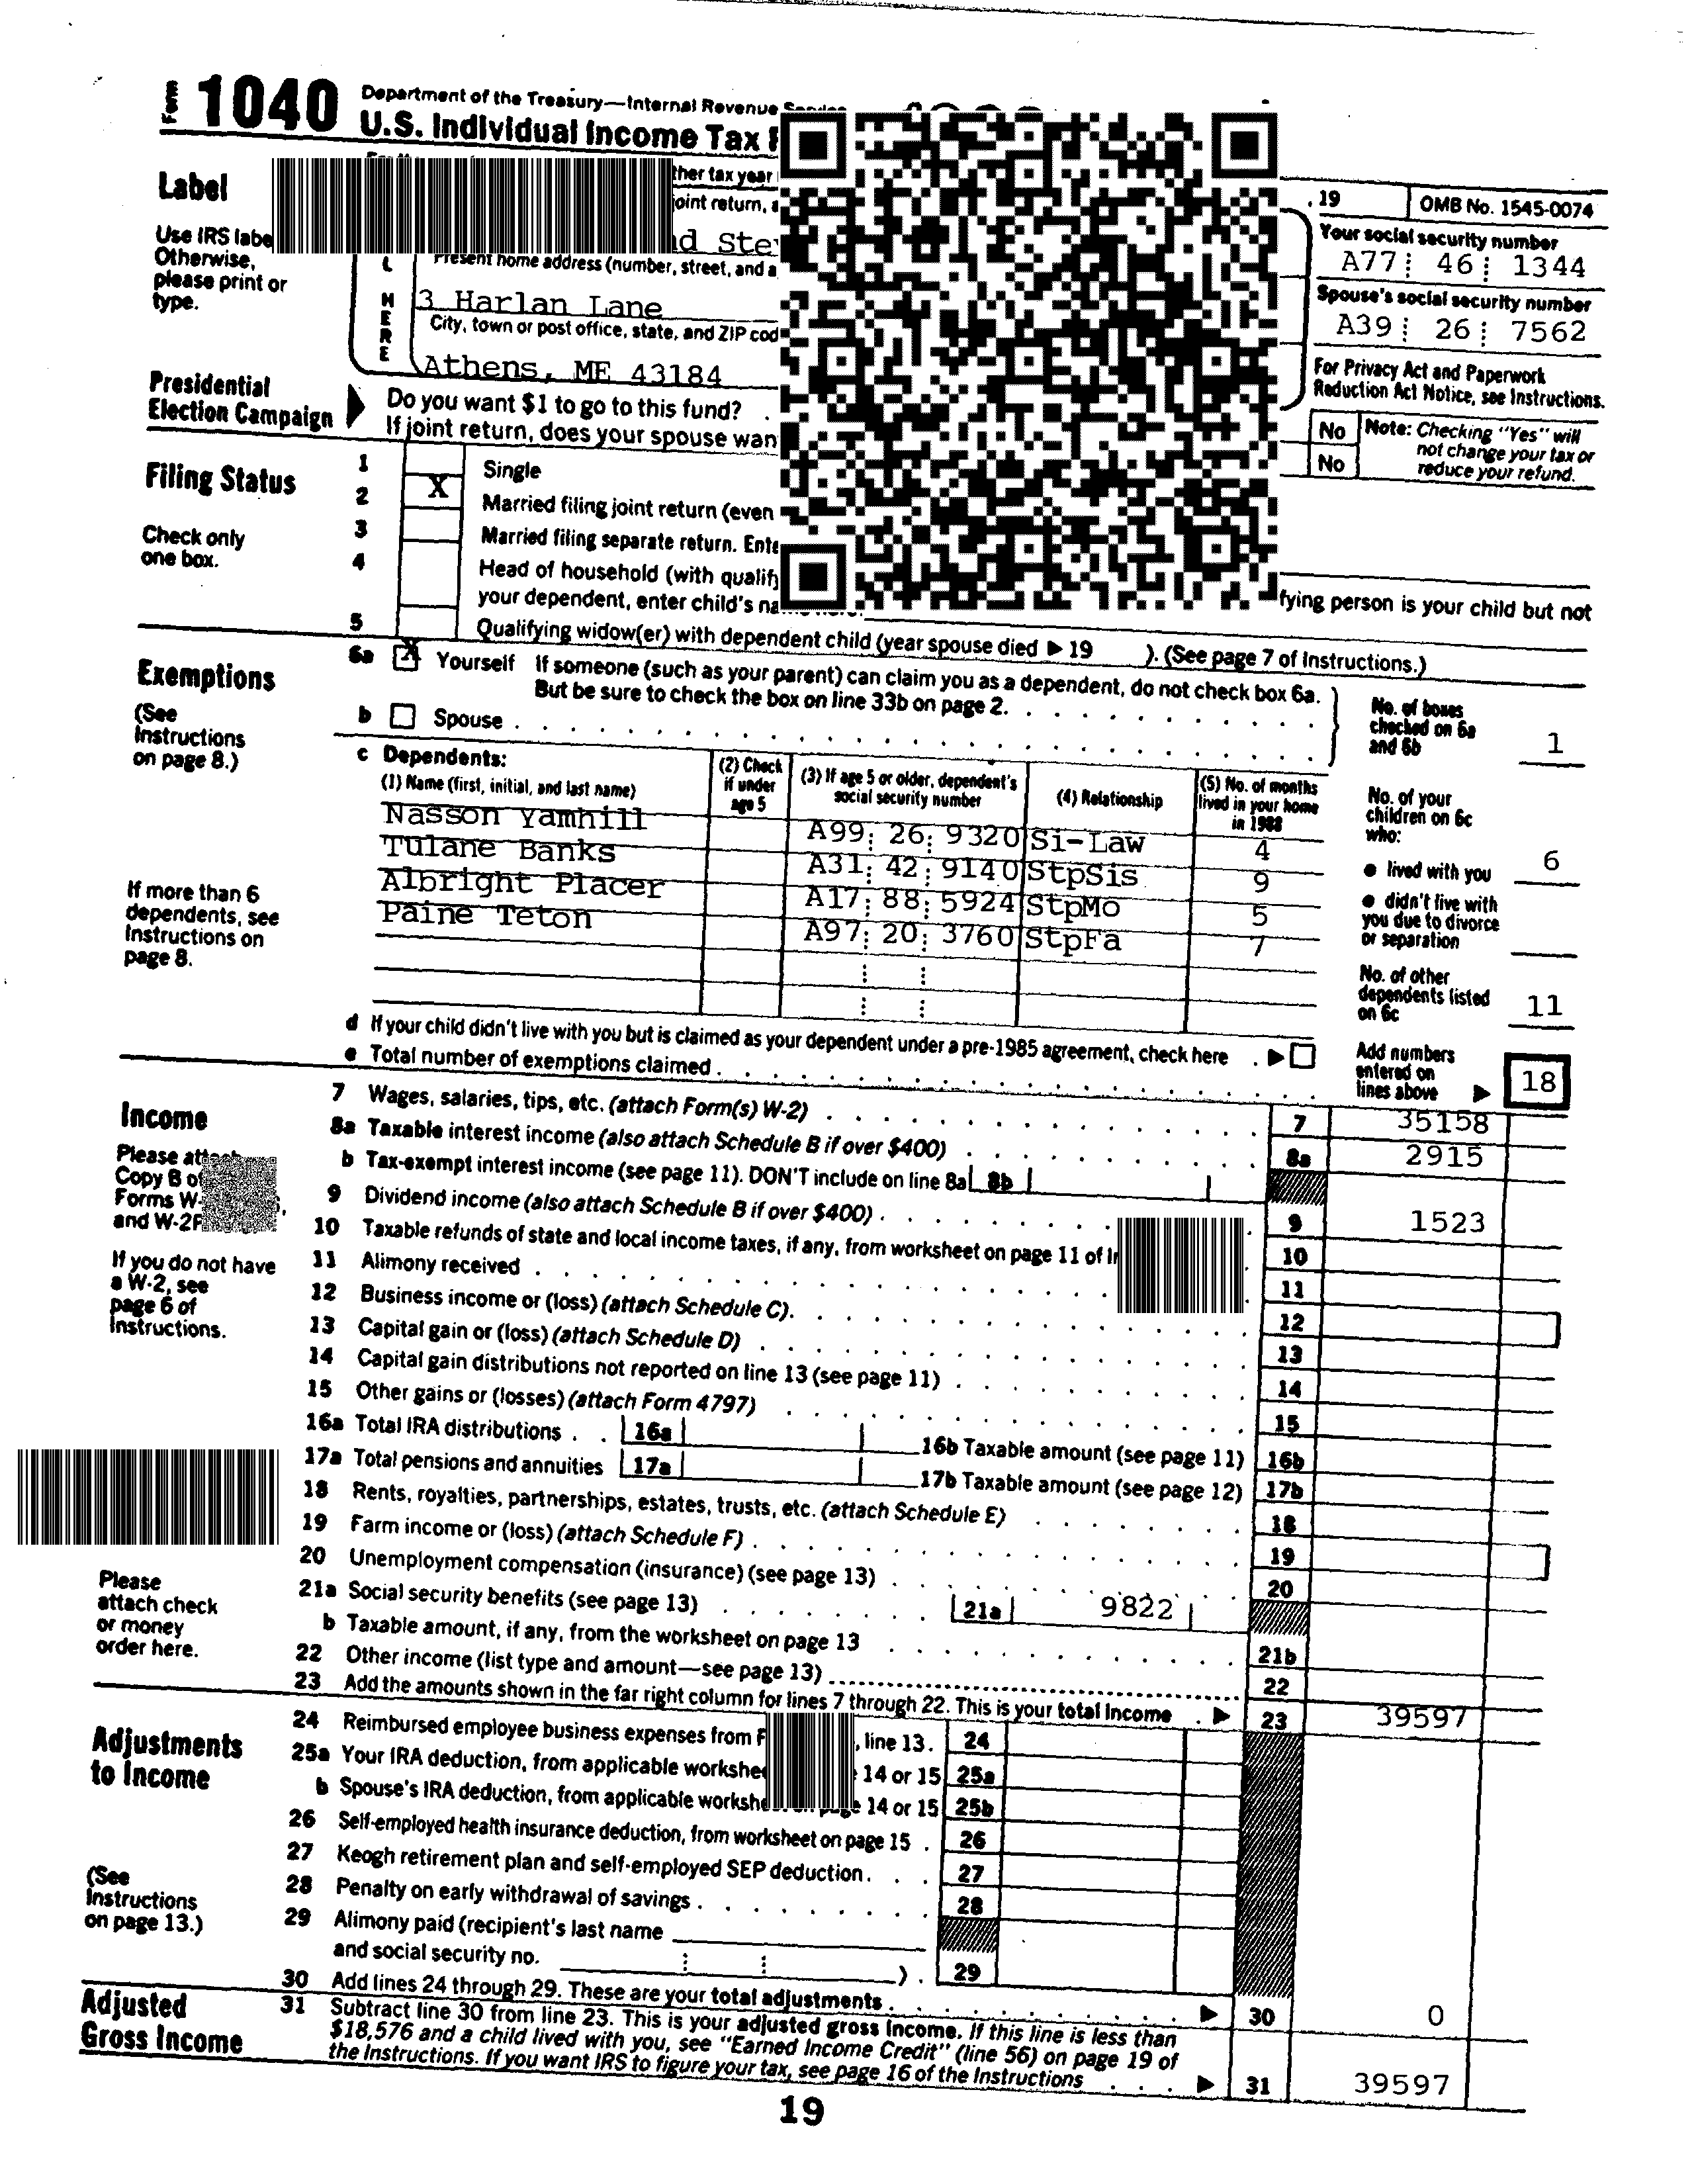 Form 1040 Department of the Treasury—Internal Revenue
U.S. Individual Income Tax
ther tax year
, 19 OMB No. 1545-0074
Label
oint return,
Use IRS labe
Otherwise,
please print or
type.
Present home address (number, street, and a
L
HERE
3 Harlan Lane
City, town or post office, state, and ZIP cod
Athens, ME 43184
Your social security number
A77 46 1344
Spouse's social security number
A39 26 7562
For Privacy Act and Paperwork
Reduction Act Notice, see Instructions.
Presidential
Election Campaign
Do you want $1 to go to this fund? .
If joint return, does your spouse wan
No
No
Note: Checking "Yes" will
not change your tax or
reduce your refund.
Filing Status
Check only
one box.
1 Single
2 X Married filing joint return (even
3 Married filing separate return.
4 Head of household (with
fying person is your child but not
your dependent, enter child's
5 Qualifying widow(er) with dependent child (year spouse died ▶ 19 ). (See page 7 of Instructions.)
Exemptions
(See
Instructions
on page 8.)
6a X Yourself If someone (such as your parent) can claim you as a dependent, do not check box 6a.
But be sure to check the box on line 33b on page 2. . . . . . . . . . .
b Spouse . . . . . . . . . . . . . . . . . . . .
No. of boxes
checked on 6a
and 6b 1
c Dependents:
(1) Name (first, initial, and last name)
(2) Check
if under
age 5
(3) If age 5 or older, dependent's
social security number
(4) Relationship
(5) No. of months
lived in your home
in 1988
Nasson Yamhill A99 26 9320 Si-Law 4
Tulane Banks A31 42 9140 StpSis 9
Albright Placer A17 88 5924 StpMo 5
Paine Teton A97 20 3760 StpFa 7
If more than 6
dependents, see
Instructions on
page 8.
No. of your
children on 6c
who:
● lived with you 6
● didn't live with
you due to divorce
or separation
No. of other
dependents listed
on 6c 11
d If your child didn't live with you but is claimed as your dependent under a pre-1985 agreement, check here . ▶
e Total number of exemptions claimed . . . . . . . . . . . . . . . .
Add numbers
entered on
lines above ▶ 18
Income
Please
Copy B of
Forms W-
and W-2P
If you do not have
a W-2, see
page 6 of
Instructions.
7 Wages, salaries, tips, etc. (attach Form(s) W-2) . . . . . . . . . . . . 7 35158
8a Taxable interest income (also attach Schedule B if over $400) . . . . . . . . 8a 2915
b Tax-exempt interest income (see page 11). DON'T include on line 8a 8b
9 Dividend income (also attach Schedule B if over $400) . . . . . . . . . 9 1523
10 Taxable refunds of state and local income taxes, if any, from worksheet on page 11 of 10
11 Alimony received . . . . . . . . . . . . . . . . . 11
12 Business income or (loss) (attach Schedule C). . . . . . . . . . . . . 12
13 Capital gain or (loss) (attach Schedule D) . . . . . . . . . . . . . . 13
14 Capital gain distributions not reported on line 13 (see page 11) . . . . . . . . 14
15 Other gains or (losses) (attach Form 4797) . . . . . . . . . . . . . 15
16a Total IRA distributions . . 16a 16b Taxable amount (see page 11) 16b
17a Total pensions and annuities 17a 17b Taxable amount (see page 12) 17b
18 Rents, royalties, partnerships, estates, trusts, etc. (attach Schedule E) . . . . . . 18
19 Farm income or (loss) (attach Schedule F) . . . . . . . . . . . . . . 19
20 Unemployment compensation (insurance) (see page 13) . . . . . . . . . . 20
21a Social security benefits (see page 13) . . . . . . . 21a 9822
b Taxable amount, if any, from the worksheet on page 13 . . . . . . . . . . 21b
22 Other income (list type and amount—see page 13) 22
23 Add the amounts shown in the far right column for lines 7 through 22. This is your total income . ▶ 23 39597
Please
attach check
or money
order here.
Adjustments
to Income
(See
Instructions
on page 13.)
24 Reimbursed employee business expenses from , line 13. 24
25a Your IRA deduction, from applicable 14 or 15 25a
b Spouse's IRA deduction, from applicable page 14 or 15 25b
26 Self-employed health insurance deduction, from worksheet on page 15 . 26
27 Keogh retirement plan and self-employed SEP deduction. . . 27
28 Penalty on early withdrawal of savings . . . . . . . . 28
29 Alimony paid (recipient's last name
and social security no. ) . 29
30 Add lines 24 through 29. These are your total adjustments . . . . . . . . . ▶ 30 0
Adjusted
Gross Income
31 Subtract line 30 from line 23. This is your adjusted gross income. If this line is less than
$18,576 and a child lived with you, see "Earned Income Credit" (line 56) on page 19 of
the Instructions. If you want IRS to figure your tax, see page 16 of the Instructions . . . ▶ 31 39597
19